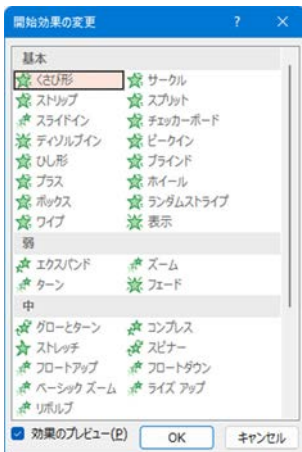 開始効果の変更 ? ×
基本
くさび形 サークル
ストリップ スプリット
スライドイン チェッカーボード
ディゾルブイン ピークイン
ひし形 ブラインド
プラス ホイール
ボックス ランダムストライプ
ワイプ 表示
弱
エクスパンド ズーム
ターン フェード
中
グローとターン コンプレス
ストレッチ スピナー
フロートアップ フロートダウン
ベーシック ズーム ライズ アップ
リボルブ
効果のプレビュー(P) OK キャンセル